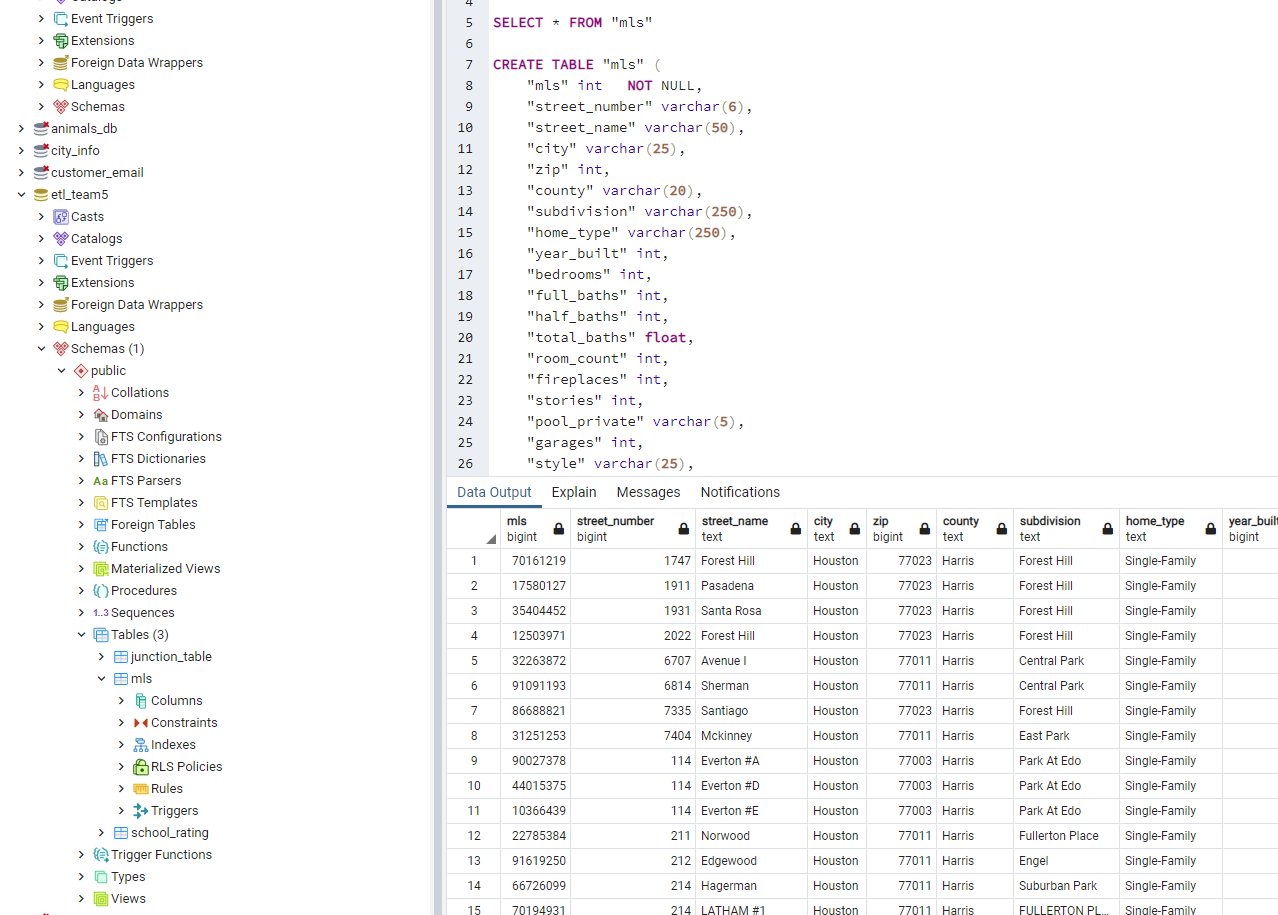 Catalogs
Event Triggers
Extensions
Foreign Data Wrappers
Languages
Schemas
animals_db
city_info
customer_email
etl_team5
Casts
Catalogs
Event Triggers
Extensions
Foreign Data Wrappers
Languages
Schemas (1)
public
Collations
Domains
FTS Configurations
FTS Dictionaries
Aa FTS Parsers
FTS Templates
Foreign Tables
Functions
Materialized Views
Procedures
1..3 Sequences
Tables (3)
junction_table
mls
Columns
Constraints
Indexes
RLS Policies
Rules
Triggers
school_rating
Trigger Functions
Types
Views
4
5 SELECT * FROM "mls"
6
7 CREATE TABLE "mls" (
8 "mls" int NOT NULL,
9 "street_number" varchar(6),
10 "street_name" varchar(50),
11 "city" varchar(25),
12 "zip" int,
13 "county" varchar(20),
14 "subdivision" varchar(250),
15 "home_type" varchar(250),
16 "year_built" int,
17 "bedrooms" int,
18 "full_baths" int,
19 "half_baths" int,
20 "total_baths" float,
21 "room_count" int,
22 "fireplaces" int,
23 "stories" int,
24 "pool_private" varchar(5),
25 "garages" int,
26 "style" varchar(25),
Data Output Explain Messages Notifications
mls street_number street_name city zip county subdivision home_type year_built
bigint bigint text text bigint text text text bigint
1 70161219 1747 Forest Hill Houston 77023 Harris Forest Hill Single-Family
2 17580127 1911 Pasadena Houston 77023 Harris Forest Hill Single-Family
3 35404452 1931 Santa Rosa Houston 77023 Harris Forest Hill Single-Family
4 12503971 2022 Forest Hill Houston 77023 Harris Forest Hill Single-Family
5 32263872 6707 Avenue I Houston 77011 Harris Central Park Single-Family
6 91091193 6814 Sherman Houston 77011 Harris Central Park Single-Family
7 86688821 7335 Santiago Houston 77023 Harris Forest Hill Single-Family
8 31251253 7404 Mckinney Houston 77011 Harris East Park Single-Family
9 90027378 114 Everton #A Houston 77003 Harris Park At Edo Single-Family
10 44015375 114 Everton #D Houston 77003 Harris Park At Edo Single-Family
11 10366439 114 Everton #E Houston 77003 Harris Park At Edo Single-Family
12 22785384 211 Norwood Houston 77011 Harris Fullerton Place Single-Family
13 91619250 212 Edgewood Houston 77011 Harris Engel Single-Family
14 66726099 214 Hagerman Houston 77011 Harris Suburban Park Single-Family
15 70194931 214 LATHAM #1 Houston 77011 Harris FULLERTON PL... Single-Family